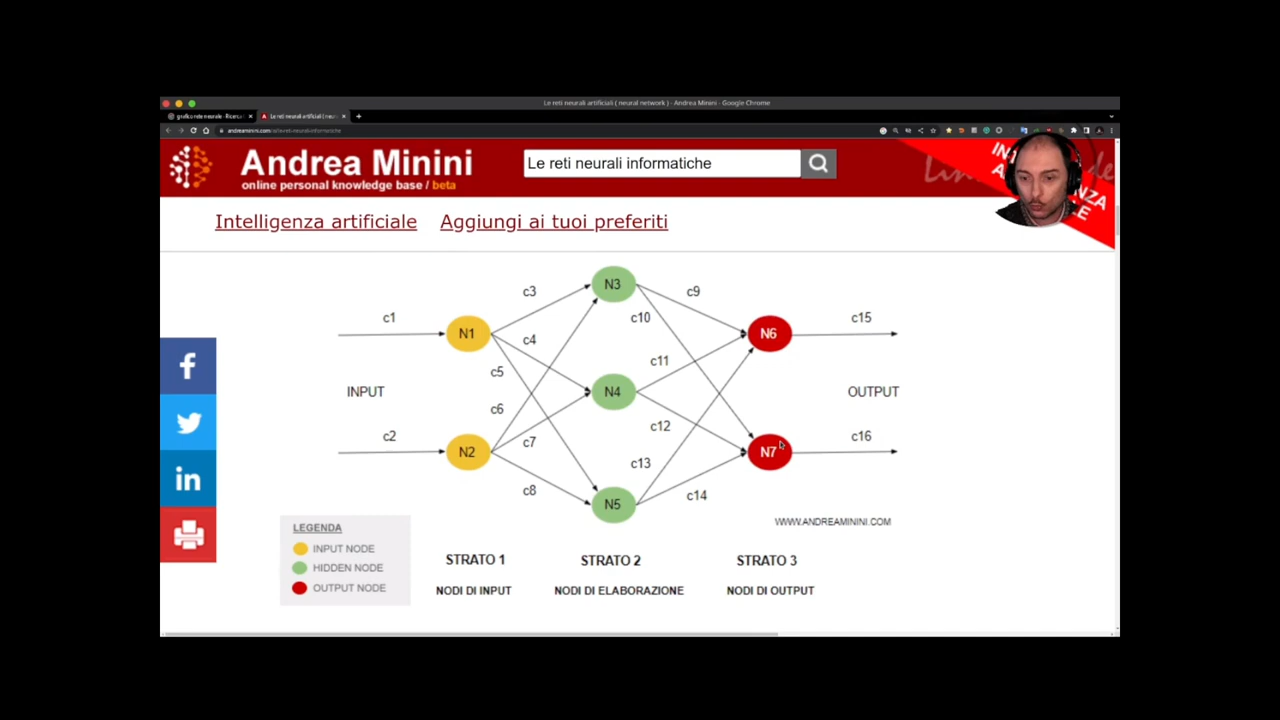 Le reti neurali artificiali ( neural network ) - Andrea Minini - Google Chrome
andreaminini.com
Andrea Minini
online personal knowledge base / beta
Le reti neurali informatiche
Intelligenza artificiale Aggiungi ai tuoi preferiti
c1
c2
INPUT
N1
N2
c3
c4
c5
c6
c7
c8
N3
N4
N5
c9
c10
c11
c12
c13
c14
N6
N7
c15
OUTPUT
c16
WWW.ANDREAMININI.COM
LEGENDA
INPUT NODE
HIDDEN NODE
OUTPUT NODE
STRATO 1 STRATO 2 STRATO 3
NODI DI INPUT NODI DI ELABORAZIONE NODI DI OUTPUT